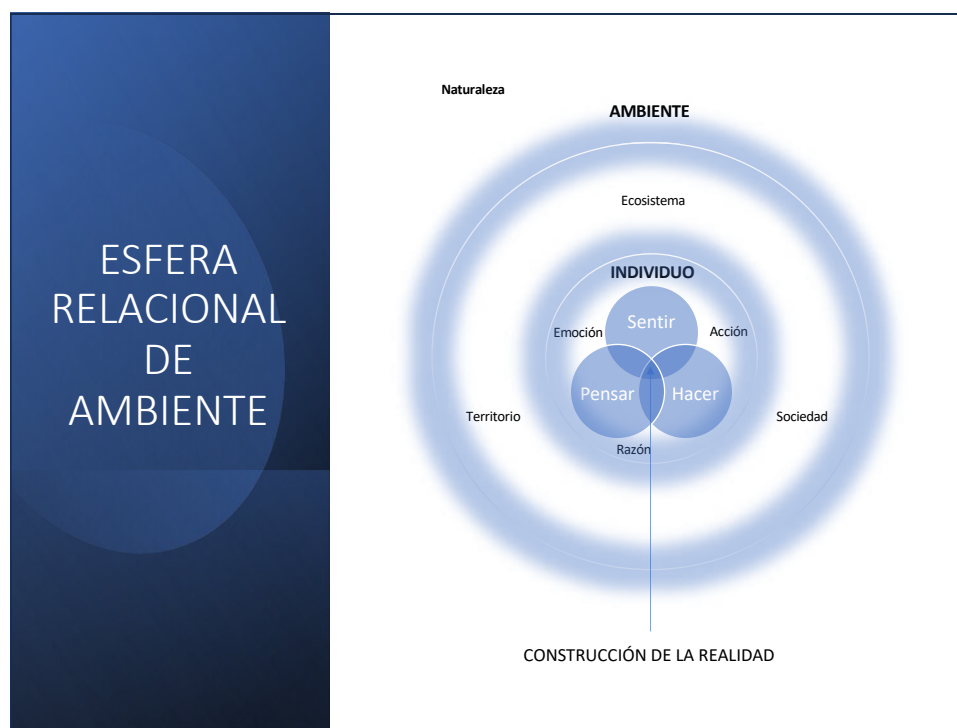 ESFERA
RELACIONAL
DE
AMBIENTE
Naturaleza
AMBIENTE
Ecosistema
INDIVIDUO
Sentir
Emoción
Acción
Pensar
Hacer
Territorio
Sociedad
Razón
CONSTRUCCIÓN DE LA REALIDAD